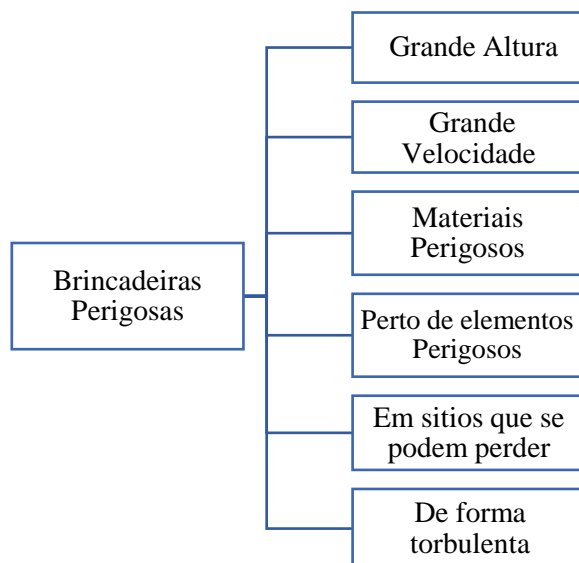 Grande Altura
Grande
Velocidade
Materiais
Perigosos
Brincadeiras
Perigosas
Perto de elementos
Perigosos
Em sitios que se
podem perder
De forma
torbulenta